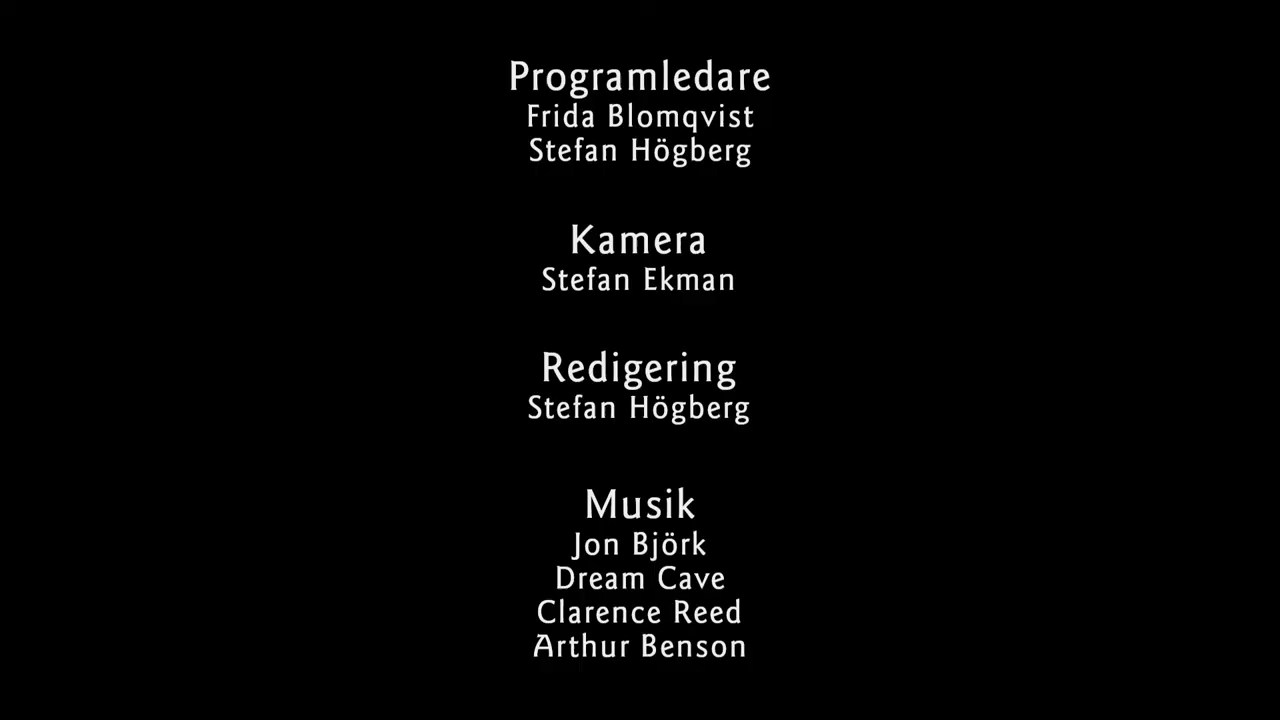 Programledare
Frida Blomqvist
Stefan Högberg
Kamera
Stefan Ekman
Redigering
Stefan Högberg
Musik
Jon Björk
Dream Cave
Clarence Reed
Arthur Benson